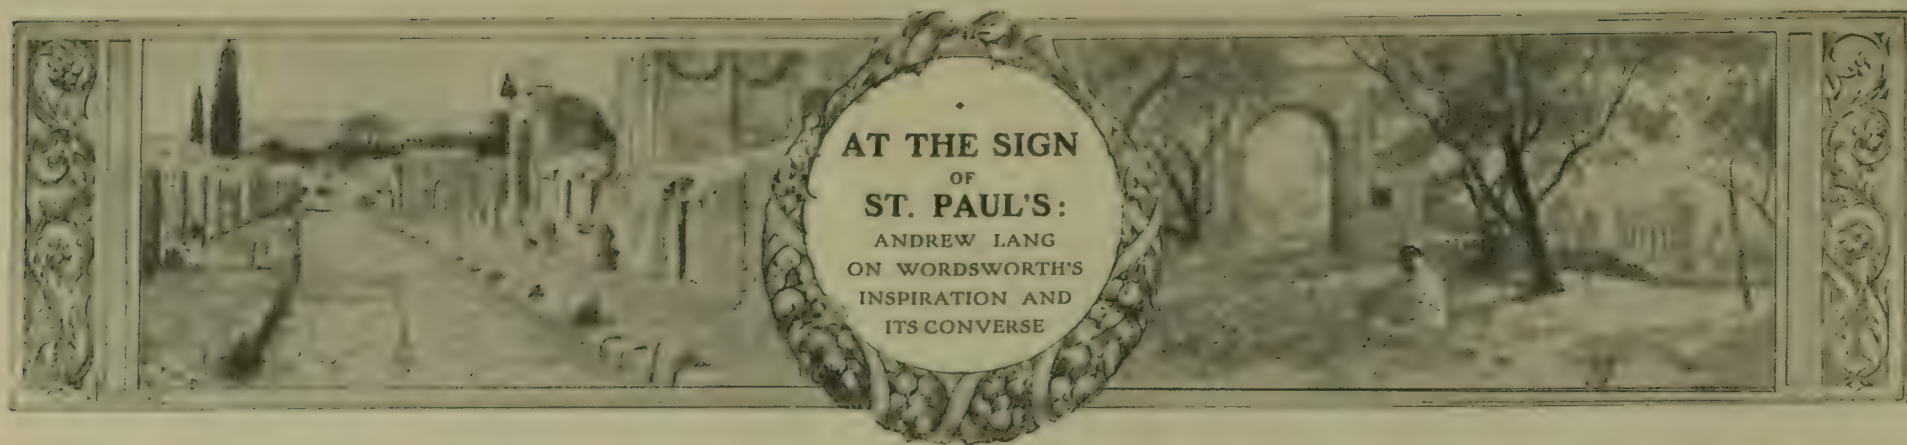 AT THE SIGN
OF
ST. PAUL'S:
ANDREW LANG
ON WORDSWORTH'S
INSPIRATION AND
ITS CONVERSE